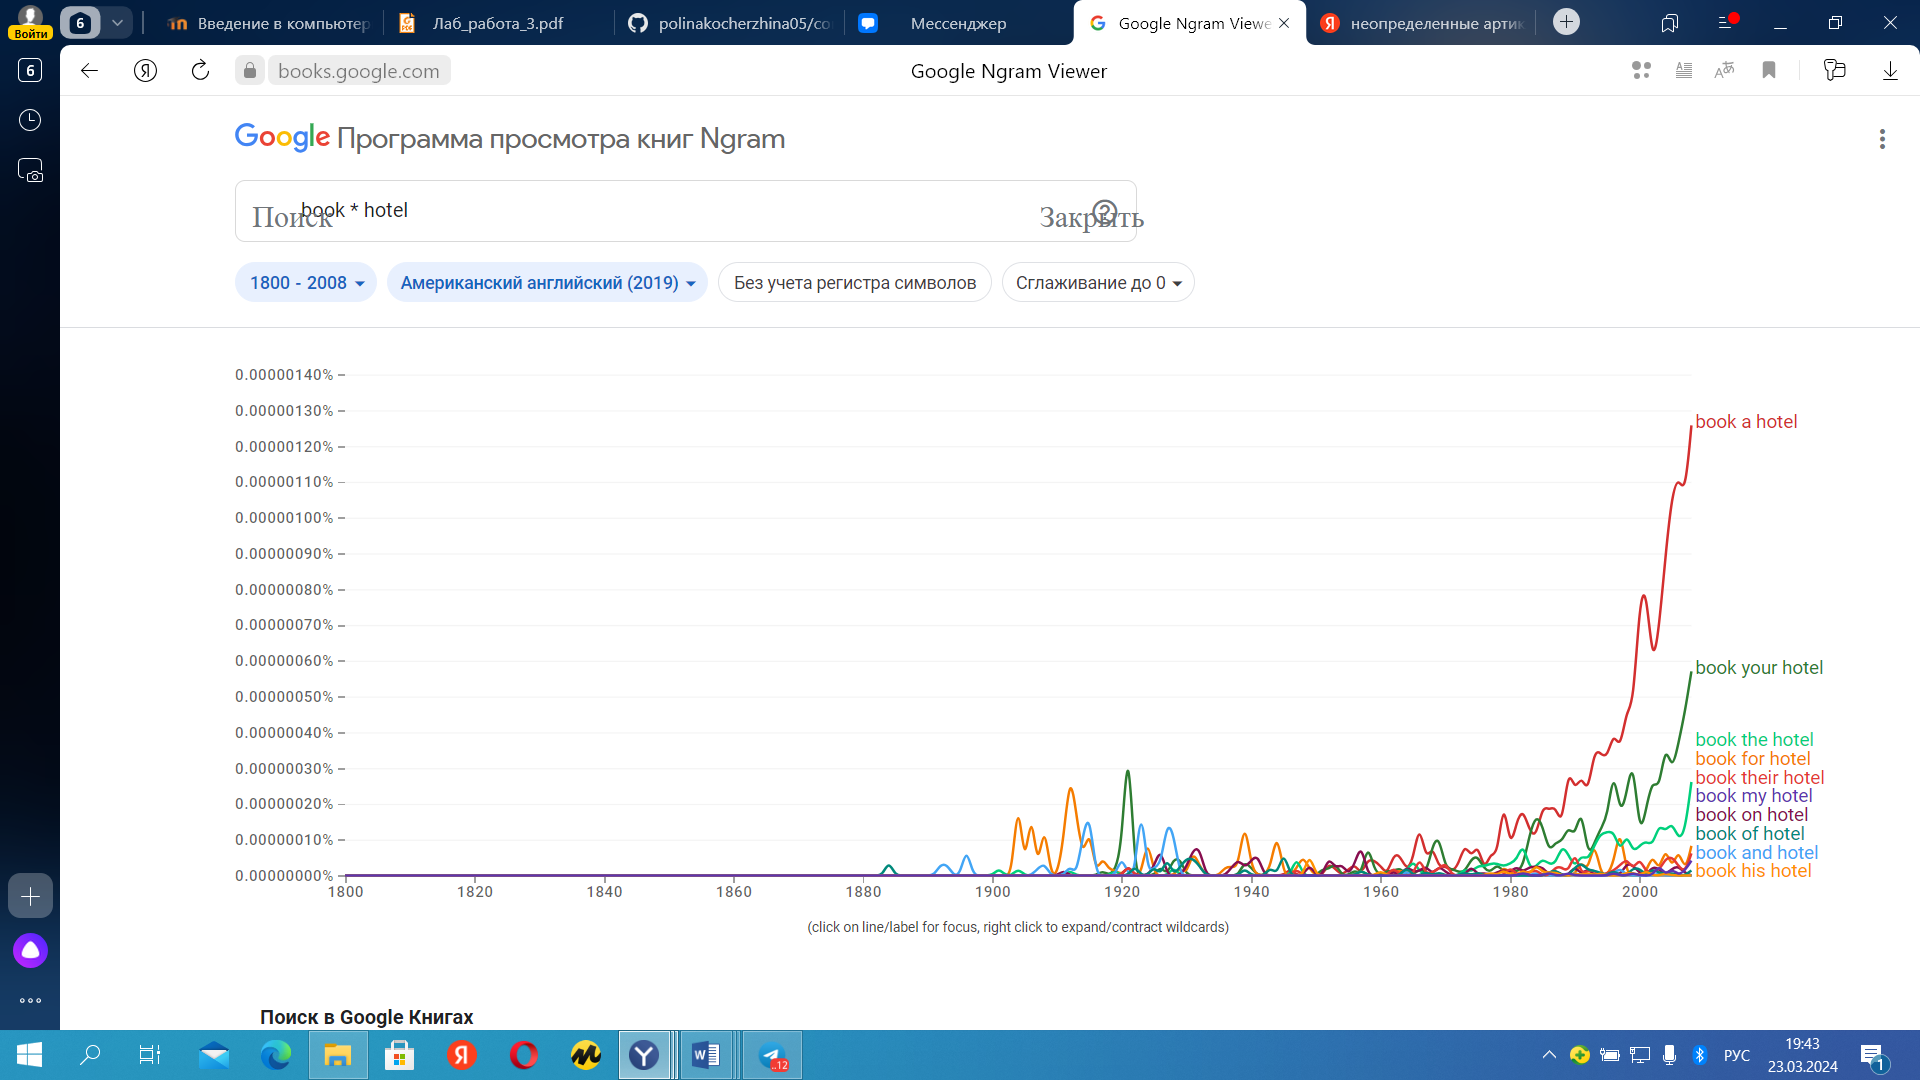 Войти
6
Введение в компьютер
Лаб_работа_3.pdf
polinakocherzhina05/co
Мессенджер
Google Ngram Viewe
неопределенные артик
6
books.google.com
Google Ngram Viewer
Google Программа просмотра книг Ngram
Поиск
book * hotel
Закрыть
1800 - 2008
Американский английский (2019)
Без учета регистра символов
Сглаживание до 0
0.00000140%
0.00000130%
0.00000120%
0.00000110%
0.00000100%
0.00000090%
0.00000080%
0.00000070%
0.00000060%
0.00000050%
0.00000040%
0.00000030%
0.00000020%
0.00000010%
0.00000000%
book a hotel
book your hotel
book the hotel
book for hotel
book their hotel
book my hotel
book on hotel
book of hotel
book and hotel
book his hotel
1800 1820 1840 1860 1880 1900 1920 1940 1960 1980 2000
(click on line/label for focus, right click to expand/contract wildcards)
Поиск в Google Книгах
..12
РУС
19:43
23.03.2024
1